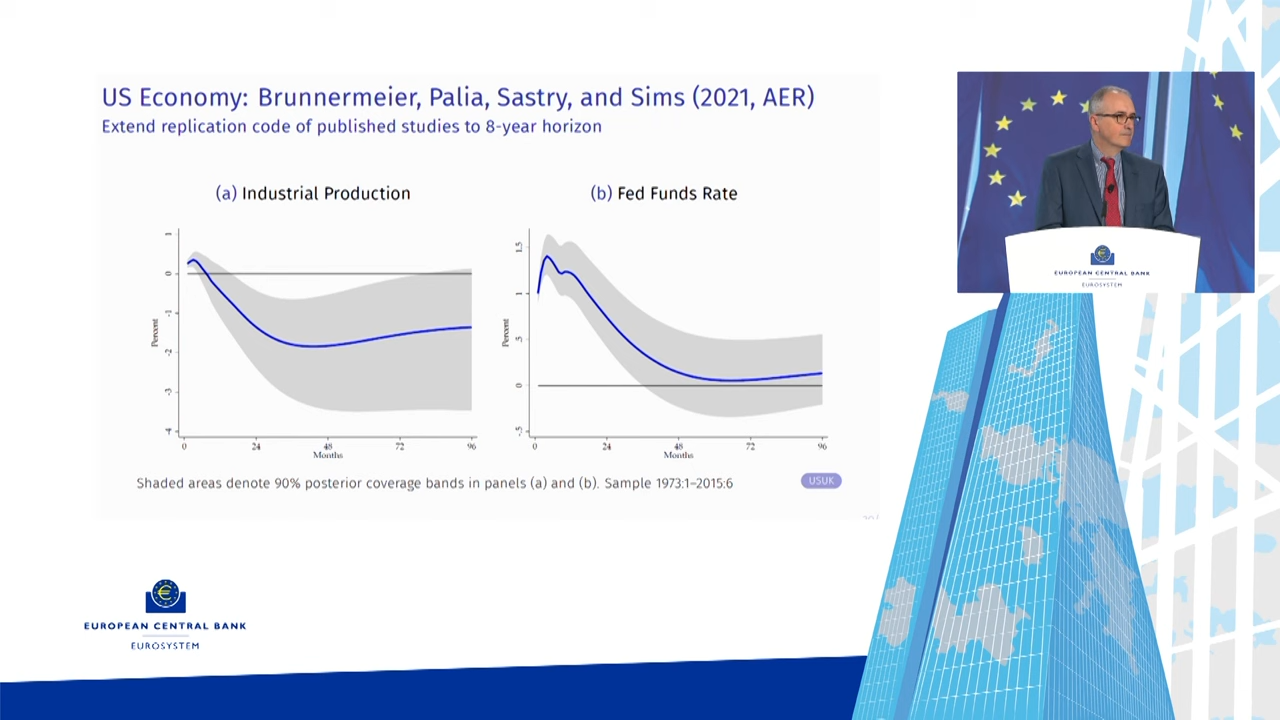 US Economy: Brunnermeier, Palia, Sastry, and Sims (2021, AER)
Extend replication code of published studies to 8-year horizon
(a) Industrial Production
(b) Fed Funds Rate
1
0
-1
-2
-3
-4
Percent
0
24
48
72
96
Months
1.5
1
.5
0
-.5
Percent
0
24
48
72
96
Months
Shaded areas denote 90% posterior coverage bands in panels (a) and (b). Sample 1973:1–2015:6
USUK
EUROPEAN CENTRAL BANK
EUROSYSTEM
EUROPEAN CENTRAL BANK
EUROSYSTEM